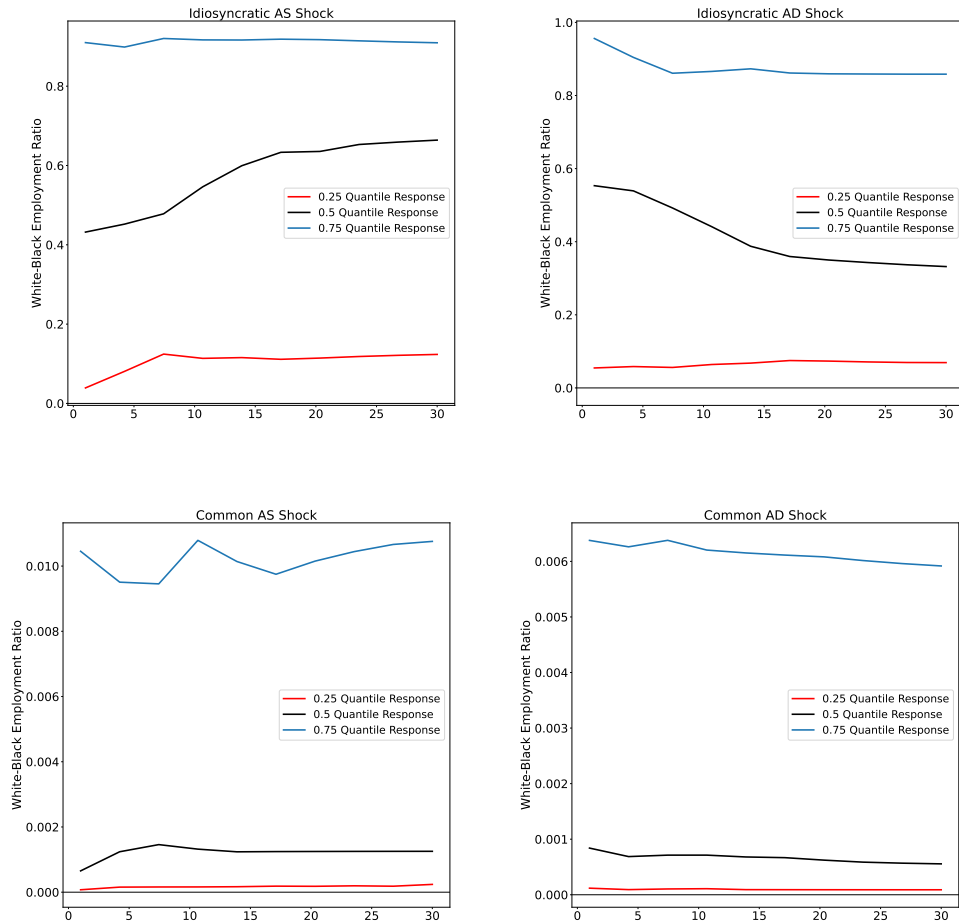 Idiosyncratic AS Shock
White-Black Employment Ratio
0.8
0.6
0.4
0.2
0.0
0 5 10 15 20 25 30
0.25 Quantile Response
0.5 Quantile Response
0.75 Quantile Response
Idiosyncratic AD Shock
White-Black Employment Ratio
1.0
0.8
0.6
0.4
0.2
0.0
0 5 10 15 20 25 30
0.25 Quantile Response
0.5 Quantile Response
0.75 Quantile Response
Common AS Shock
White-Black Employment Ratio
0.010
0.008
0.006
0.004
0.002
0.000
0 5 10 15 20 25 30
0.25 Quantile Response
0.5 Quantile Response
0.75 Quantile Response
Common AD Shock
White-Black Employment Ratio
0.006
0.005
0.004
0.003
0.002
0.001
0.000
0 5 10 15 20 25 30
0.25 Quantile Response
0.5 Quantile Response
0.75 Quantile Response